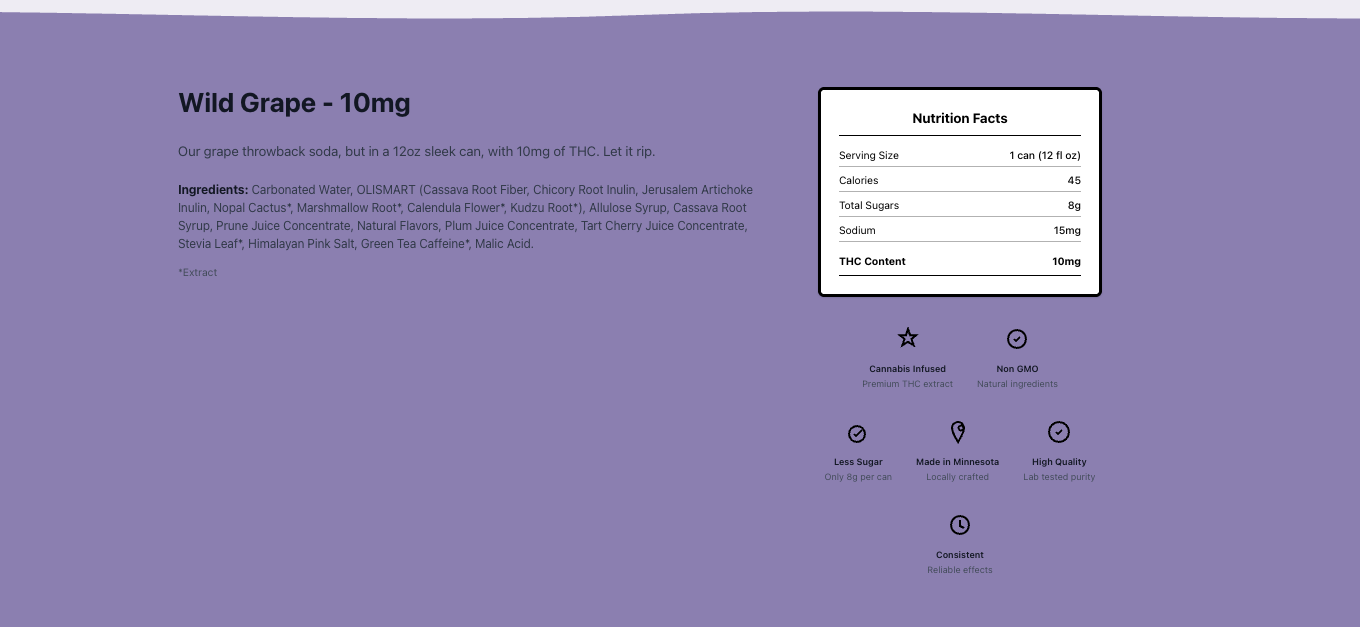 Wild Grape - 10mg
Our grape throwback soda, but in a 12oz sleek can, with 10mg of THC. Let it rip.
Ingredients: Carbonated Water, OLISMART (Cassava Root Fiber, Chicory Root Inulin, Jerusalem Artichoke
Inulin, Nopal Cactus*, Marshmallow Root*, Calendula Flower*, Kudzu Root*), Allulose Syrup, Cassava Root
Syrup, Prune Juice Concentrate, Natural Flavors, Plum Juice Concentrate, Tart Cherry Juice Concentrate,
Stevia Leaf*, Himalayan Pink Salt, Green Tea Caffeine*, Malic Acid.
*Extract
Nutrition Facts
Serving Size 1 can (12 fl oz)
Calories 45
Total Sugars 8g
Sodium 15mg
THC Content 10mg
Cannabis Infused Non GMO
Premium THC extract Natural ingredients
Less Sugar Made in Minnesota High Quality
Only 8g per can Locally crafted Lab tested purity
Consistent
Reliable effects